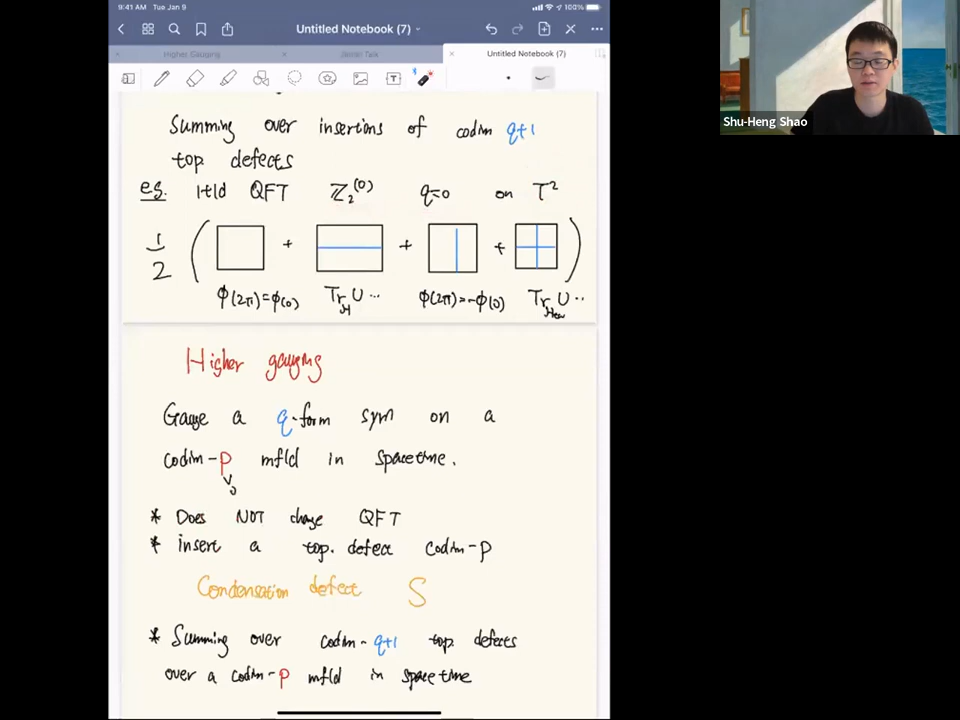 9:41 AM Tue Jan 9
100%
Untitled Notebook (7)
Higher Gauging
Untitled Notebook (7)
Shu-Heng Shao
Summing over insertions of codim q+1
top. defects
e.g. 1+1d QFT ℤ₂⁽⁰⁾ q=0 on T²
1/2 ( + + + )
ϕ(2π)=ϕ(0) Tr_H U ... ϕ(2π)=-ϕ(0) Tr U ..
Higher gauging
Gauge a q-form sym on a
codim-p mfld in spacetime.
* Does NOT change QFT
* insert a top. defect codim-p
Condensation defect S
* Summing over codim-q+1 top. defects
over a codim-p mfld in spacetime